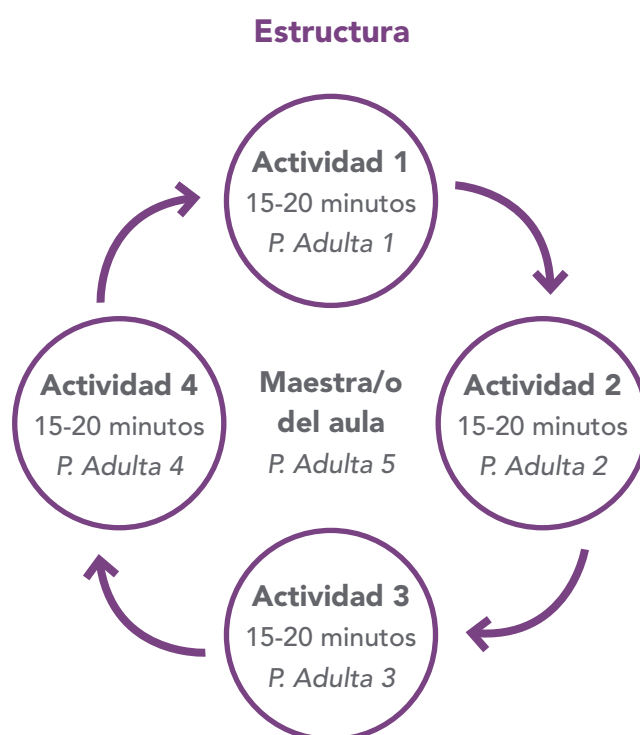 Estructura
Actividad 1
15-20 minutos
P. Adulta 1
Actividad 4
15-20 minutos
P. Adulta 4
Maestra/o
del aula
P. Adulta 5
Actividad 2
15-20 minutos
P. Adulta 2
Actividad 3
15-20 minutos
P. Adulta 3